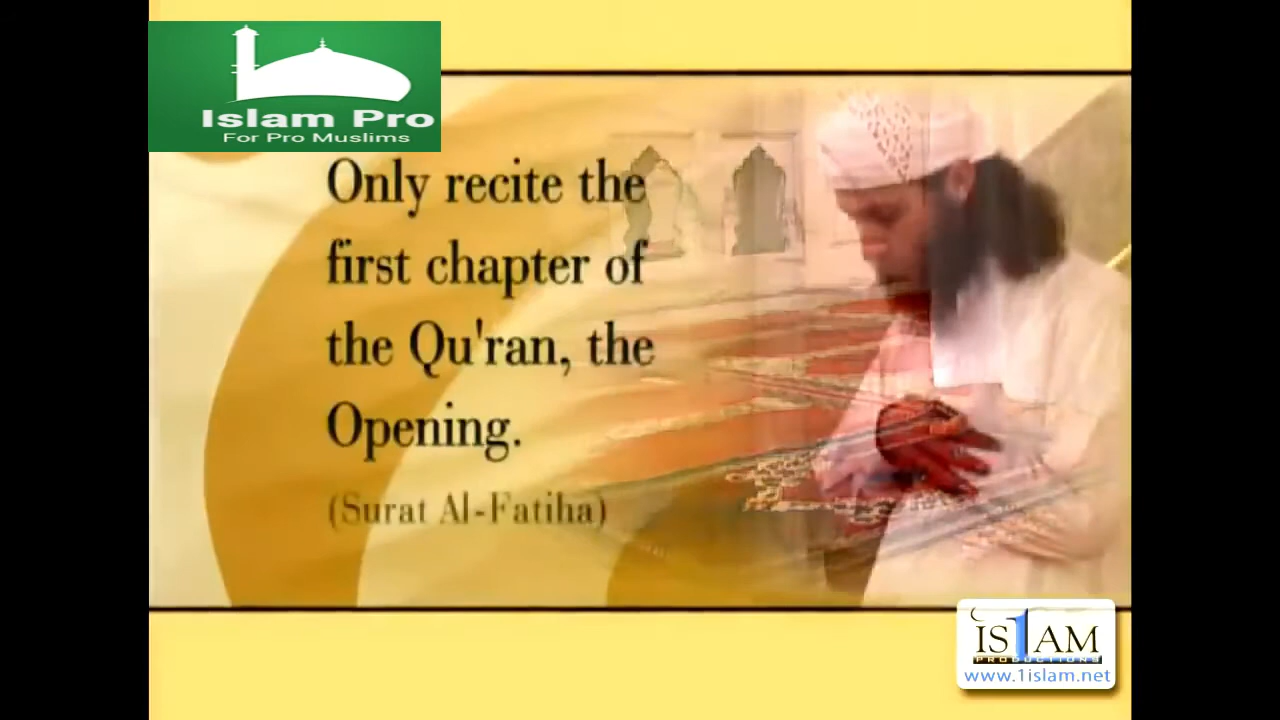 Islam Pro
For Pro Muslims
Only recite the
first chapter of
the Qu'ran, the
Opening.
(Surat Al-Fatiha)
IS1AM
PRODUCTIONS
www.1islam.net